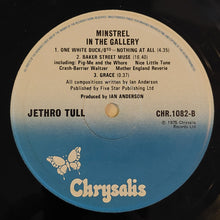 MINSTREL
IN THE GALLERY
1. ONE WHITE DUCK/0¹⁰ - NOTHING AT ALL (4.35)
2. BAKER STREET MUSE (16.40)
including: Pig-Me and the Whore Nice Little Tune
Crash-Barrier Waltzer Mother England Reverie
3. GRACE (0.37)
All compositions written by Ian Anderson
Published by Five Star Publishing Ltd
Produced by IAN ANDERSON
JETHRO TULL
CHR.1082-B
℗ 1975 Chrysalis
Records Ltd
Chrysalis